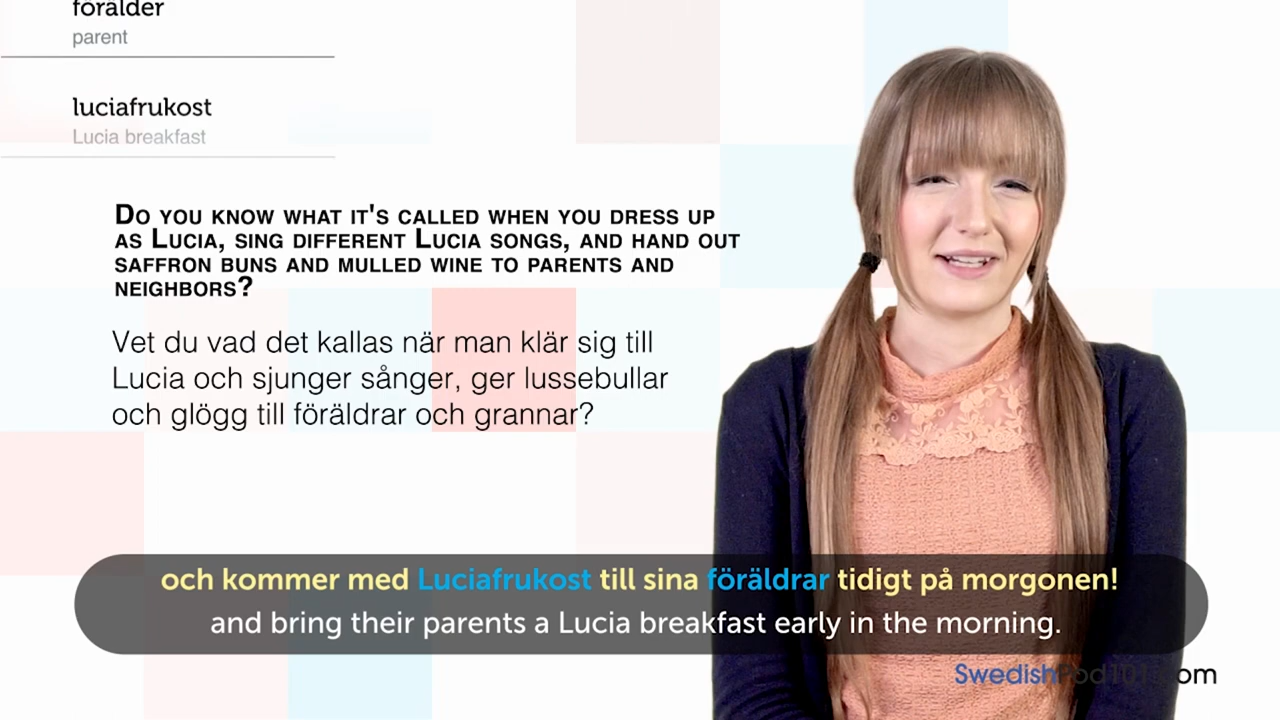 förälder
parent
luciafrukost
Lucia breakfast
Do you know what it's called when you dress up
as Lucia, sing different Lucia songs, and hand out
saffron buns and mulled wine to parents and
neighbors?
Vet du vad det kallas när man klär sig till
Lucia och sjunger sånger, ger lussebullar
och glögg till föräldrar och grannar?
och kommer med Luciafrukost till sina föräldrar tidigt på morgonen!
and bring their parents a Lucia breakfast early in the morning.
SwedishPod101.com